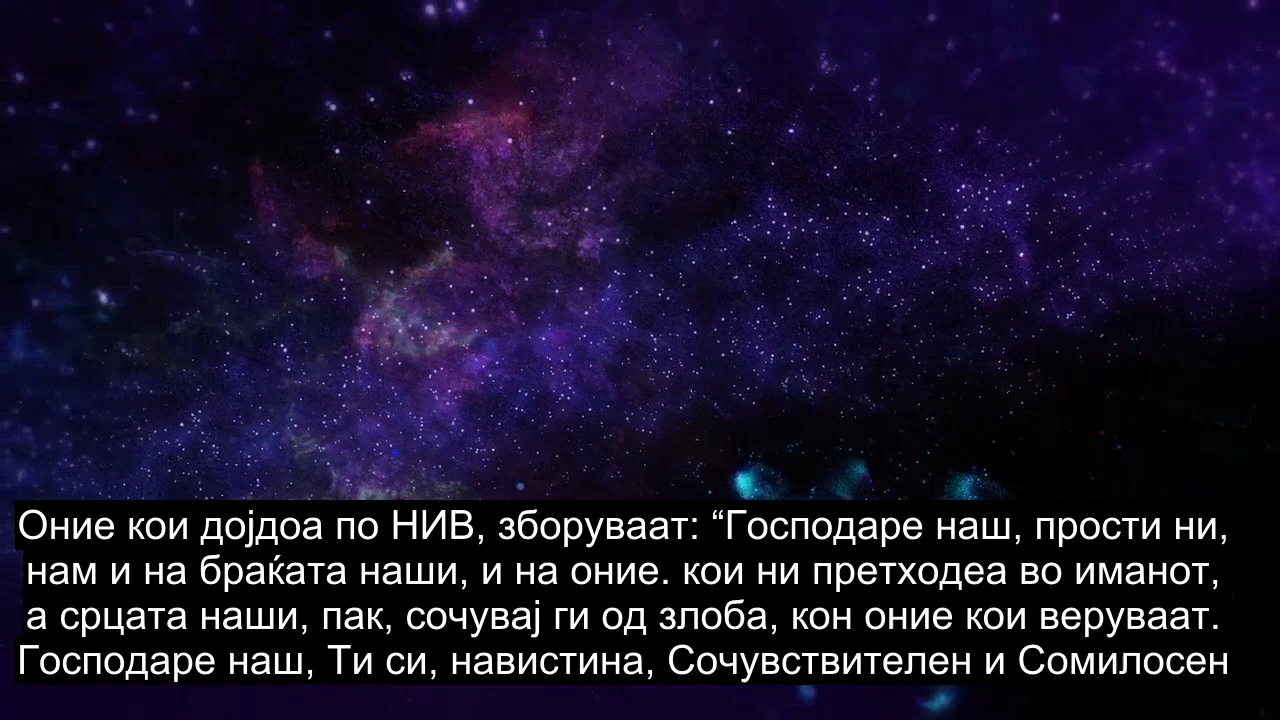 Оние кои дојдоа по НИВ, зборуваат: “Господаре наш, прости ни,
нам и на браќата наши, и на оние. кои ни претходеа во иманот,
а срцата наши, пак, сочувај ги од злоба, кон оние кои веруваат.
Господаре наш, Ти си, навистина, Сочувствителен и Сомилосен